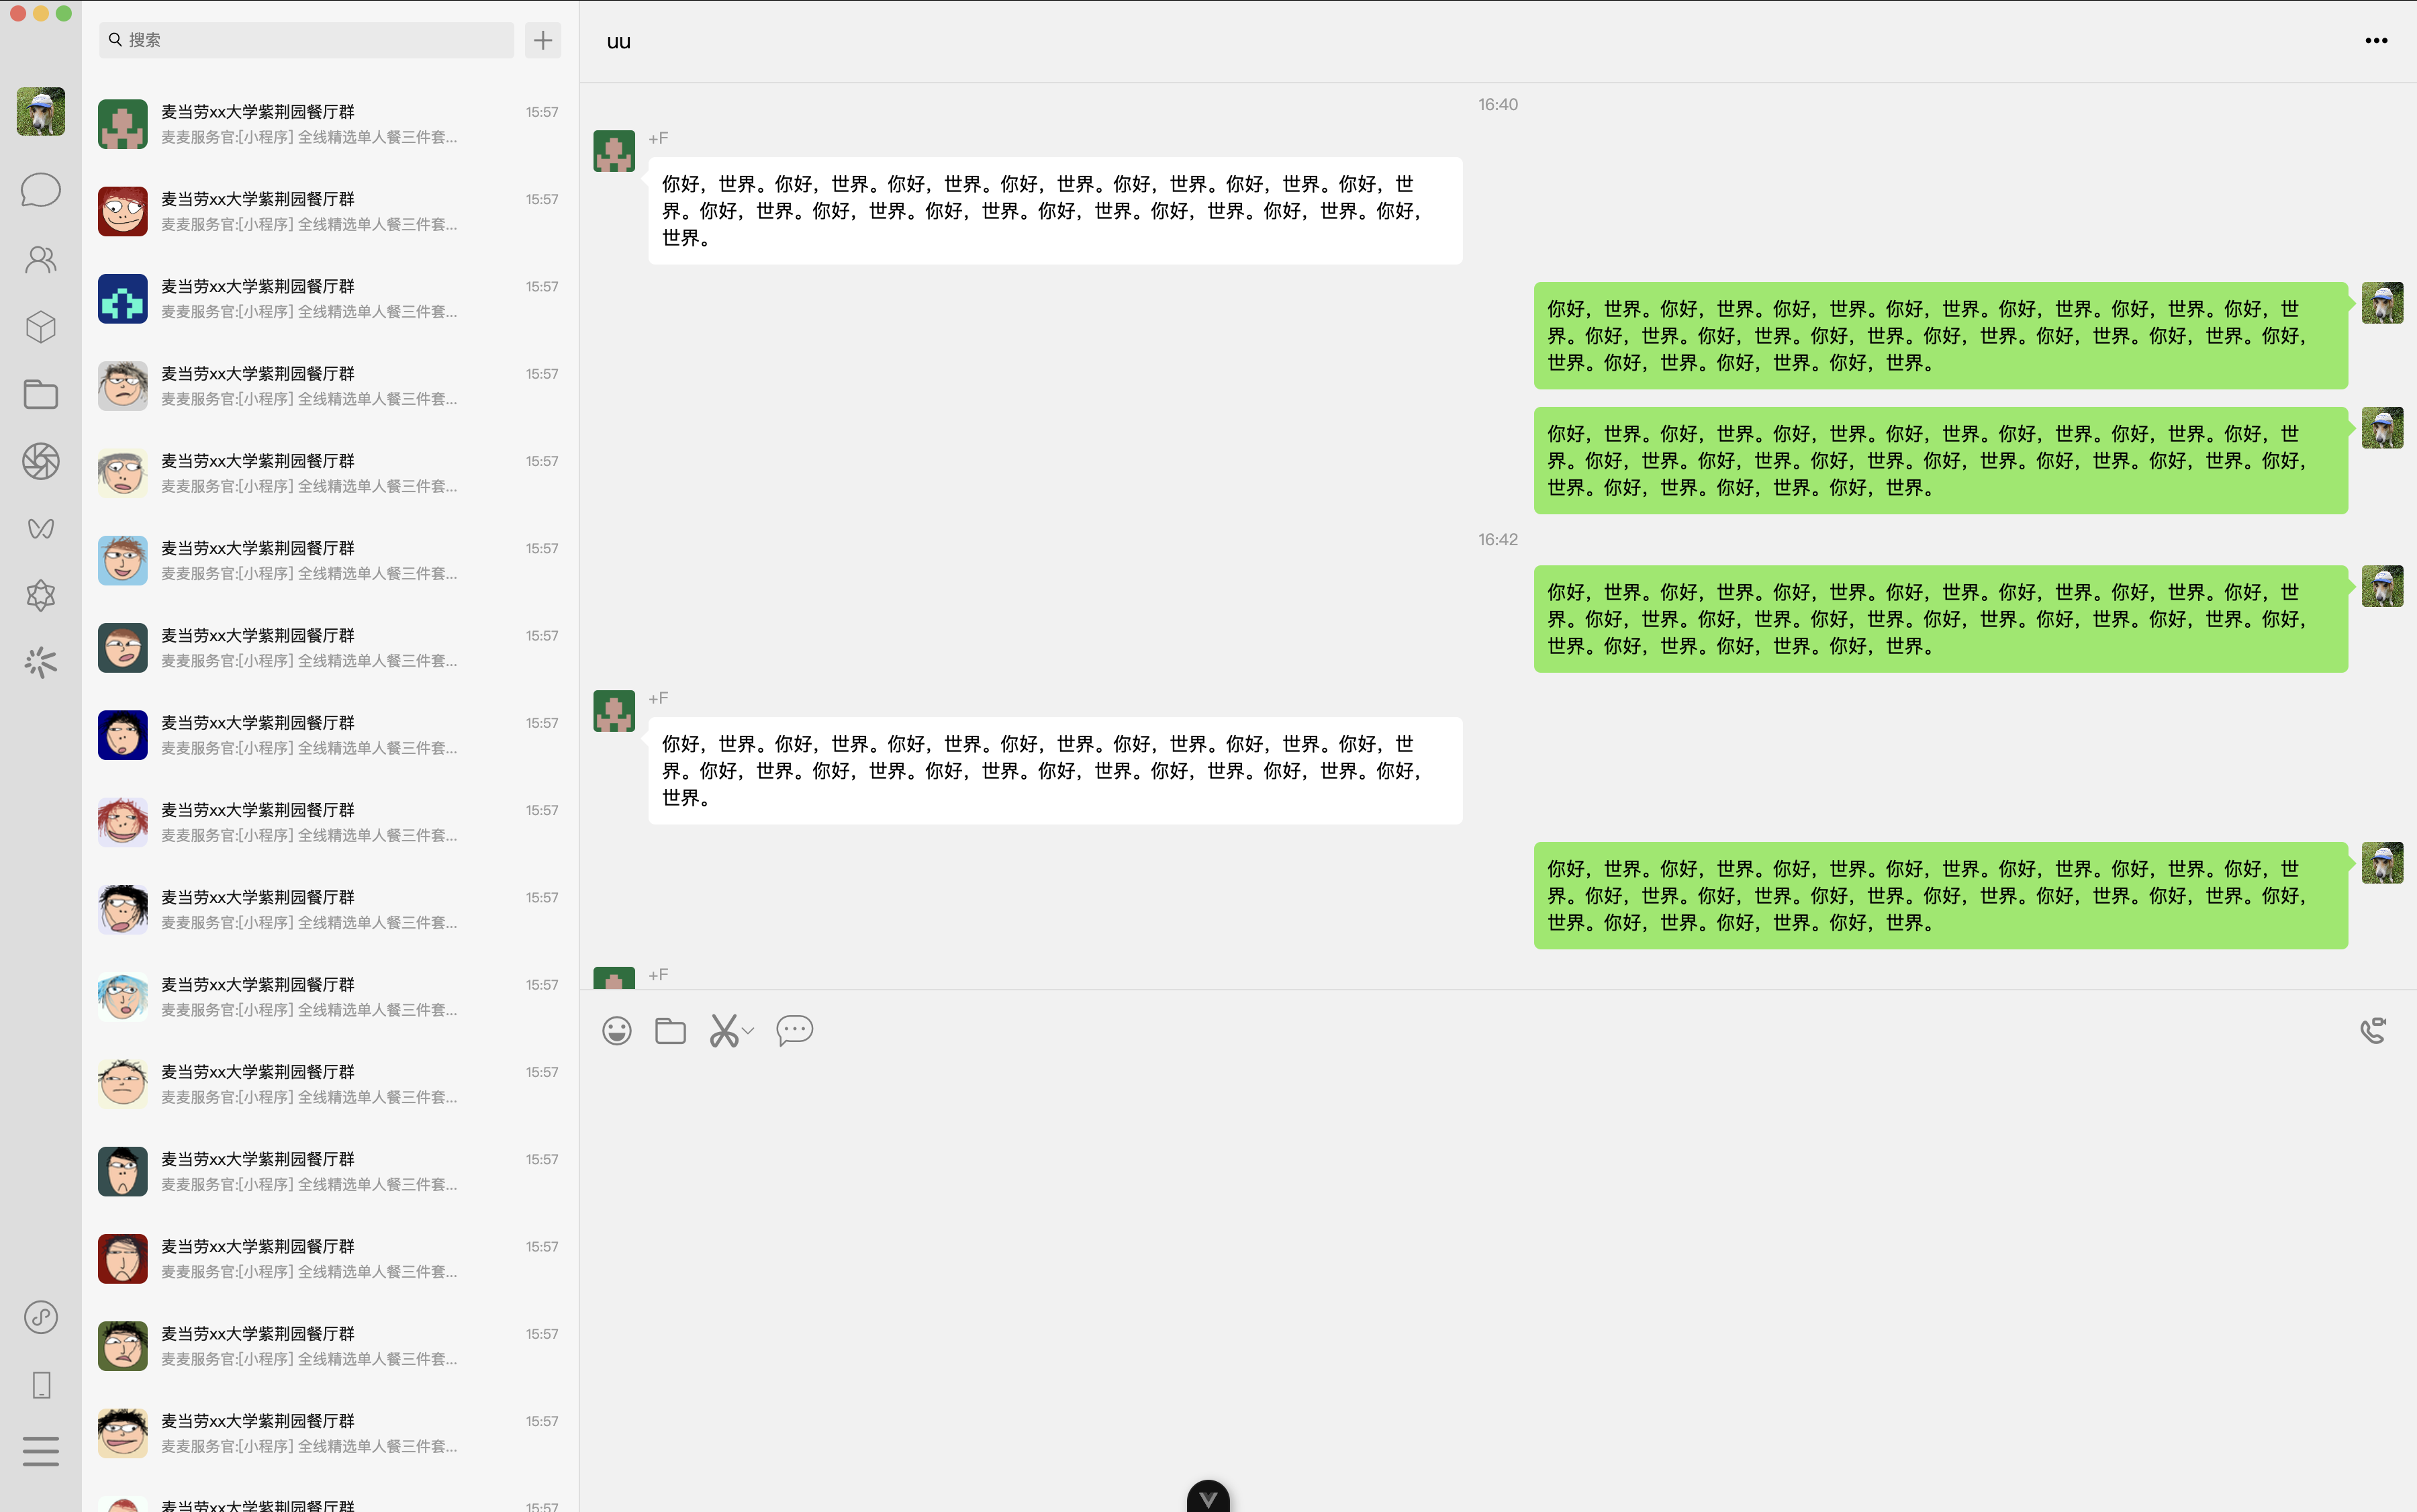 搜索
麦当劳xx大学紫荆园餐厅群 15:57
麦麦服务官:[小程序] 全线精选单人餐三件套...
麦当劳xx大学紫荆园餐厅群 15:57
麦麦服务官:[小程序] 全线精选单人餐三件套...
麦当劳xx大学紫荆园餐厅群 15:57
麦麦服务官:[小程序] 全线精选单人餐三件套...
麦当劳xx大学紫荆园餐厅群 15:57
麦麦服务官:[小程序] 全线精选单人餐三件套...
麦当劳xx大学紫荆园餐厅群 15:57
麦麦服务官:[小程序] 全线精选单人餐三件套...
麦当劳xx大学紫荆园餐厅群 15:57
麦麦服务官:[小程序] 全线精选单人餐三件套...
麦当劳xx大学紫荆园餐厅群 15:57
麦麦服务官:[小程序] 全线精选单人餐三件套...
麦当劳xx大学紫荆园餐厅群 15:57
麦麦服务官:[小程序] 全线精选单人餐三件套...
麦当劳xx大学紫荆园餐厅群 15:57
麦麦服务官:[小程序] 全线精选单人餐三件套...
麦当劳xx大学紫荆园餐厅群 15:57
麦麦服务官:[小程序] 全线精选单人餐三件套...
麦当劳xx大学紫荆园餐厅群 15:57
麦麦服务官:[小程序] 全线精选单人餐三件套...
麦当劳xx大学紫荆园餐厅群 15:57
麦麦服务官:[小程序] 全线精选单人餐三件套...
麦当劳xx大学紫荆园餐厅群 15:57
麦麦服务官:[小程序] 全线精选单人餐三件套...
麦当劳xx大学紫荆园餐厅群 15:57
麦麦服务官:[小程序] 全线精选单人餐三件套...
麦当劳xx大学紫荆园餐厅群 15:57
麦麦服务官:[小程序] 全线精选单人餐三件套...
麦当劳xx大学紫荆园餐厅群 15:57
麦麦服务官:[小程序] 全线精选单人餐三件套...
麦当劳xx大学紫荆园餐厅群 15:57
uu
16:40
+F
你好，世界。你好，世界。你好，世界。你好，世界。你好，世界。你好，世界。你好，世
界。你好，世界。你好，世界。你好，世界。你好，世界。你好，世界。你好，世界。你好，
世界。
你好，世界。你好，世界。你好，世界。你好，世界。你好，世界。你好，世界。你好，世
界。你好，世界。你好，世界。你好，世界。你好，世界。你好，世界。你好，世界。你好，
世界。你好，世界。你好，世界。你好，世界。
你好，世界。你好，世界。你好，世界。你好，世界。你好，世界。你好，世界。你好，世
界。你好，世界。你好，世界。你好，世界。你好，世界。你好，世界。你好，世界。你好，
世界。你好，世界。你好，世界。你好，世界。
16:42
你好，世界。你好，世界。你好，世界。你好，世界。你好，世界。你好，世界。你好，世
界。你好，世界。你好，世界。你好，世界。你好，世界。你好，世界。你好，世界。你好，
世界。你好，世界。你好，世界。你好，世界。
+F
你好，世界。你好，世界。你好，世界。你好，世界。你好，世界。你好，世界。你好，世
界。你好，世界。你好，世界。你好，世界。你好，世界。你好，世界。你好，世界。你好，
世界。
你好，世界。你好，世界。你好，世界。你好，世界。你好，世界。你好，世界。你好，世
界。你好，世界。你好，世界。你好，世界。你好，世界。你好，世界。你好，世界。你好，
世界。你好，世界。你好，世界。你好，世界。
+F